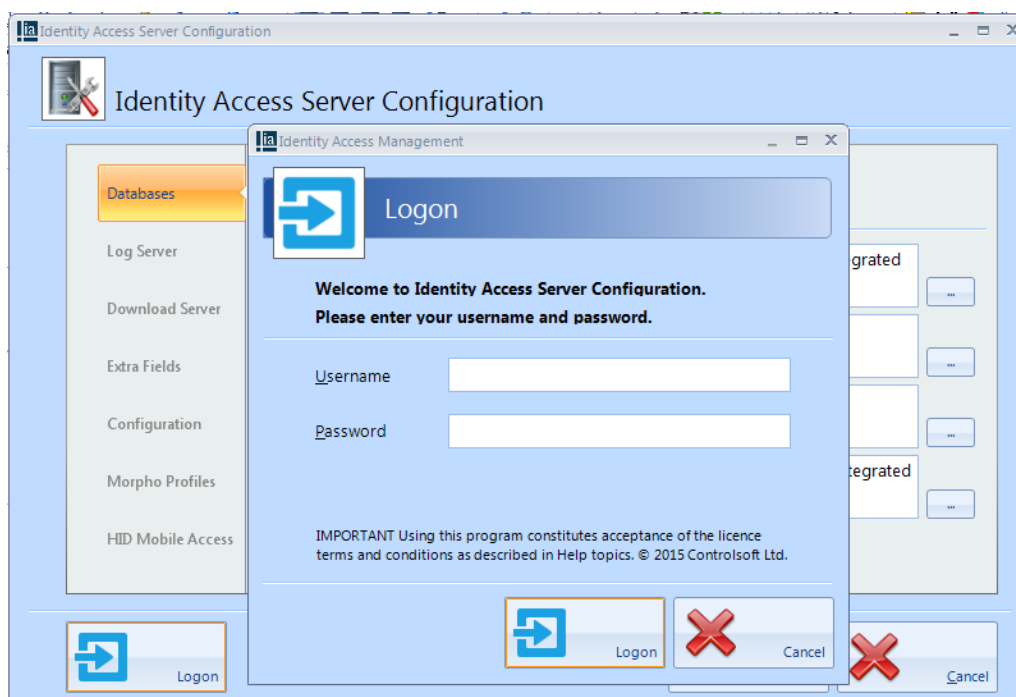 Identity Access Server Configuration
Identity Access Server Configuration
ia Identity Access Management
Databases
Logon
Log Server
egrated
...
Welcome to Identity Access Server Configuration.
Please enter your username and password.
Download Server
Extra Fields
Username
...
Configuration
Password
...
Morpho Profiles
tegrated
...
HID Mobile Access
IMPORTANT Using this program constitutes acceptance of the licence
terms and conditions as described in Help topics. © 2015 Controlsoft Ltd.
Logon
Cancel
Logon
Cancel